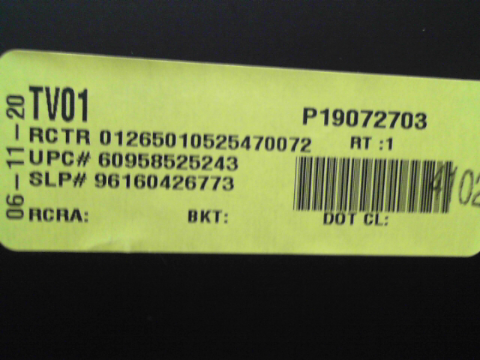 06-11-20
TV01
P19072703
RCTR 01265010525470072 RT :1
UPC# 60958525243
SLP# 96160426773
RCRA: BKT: DOT CL: